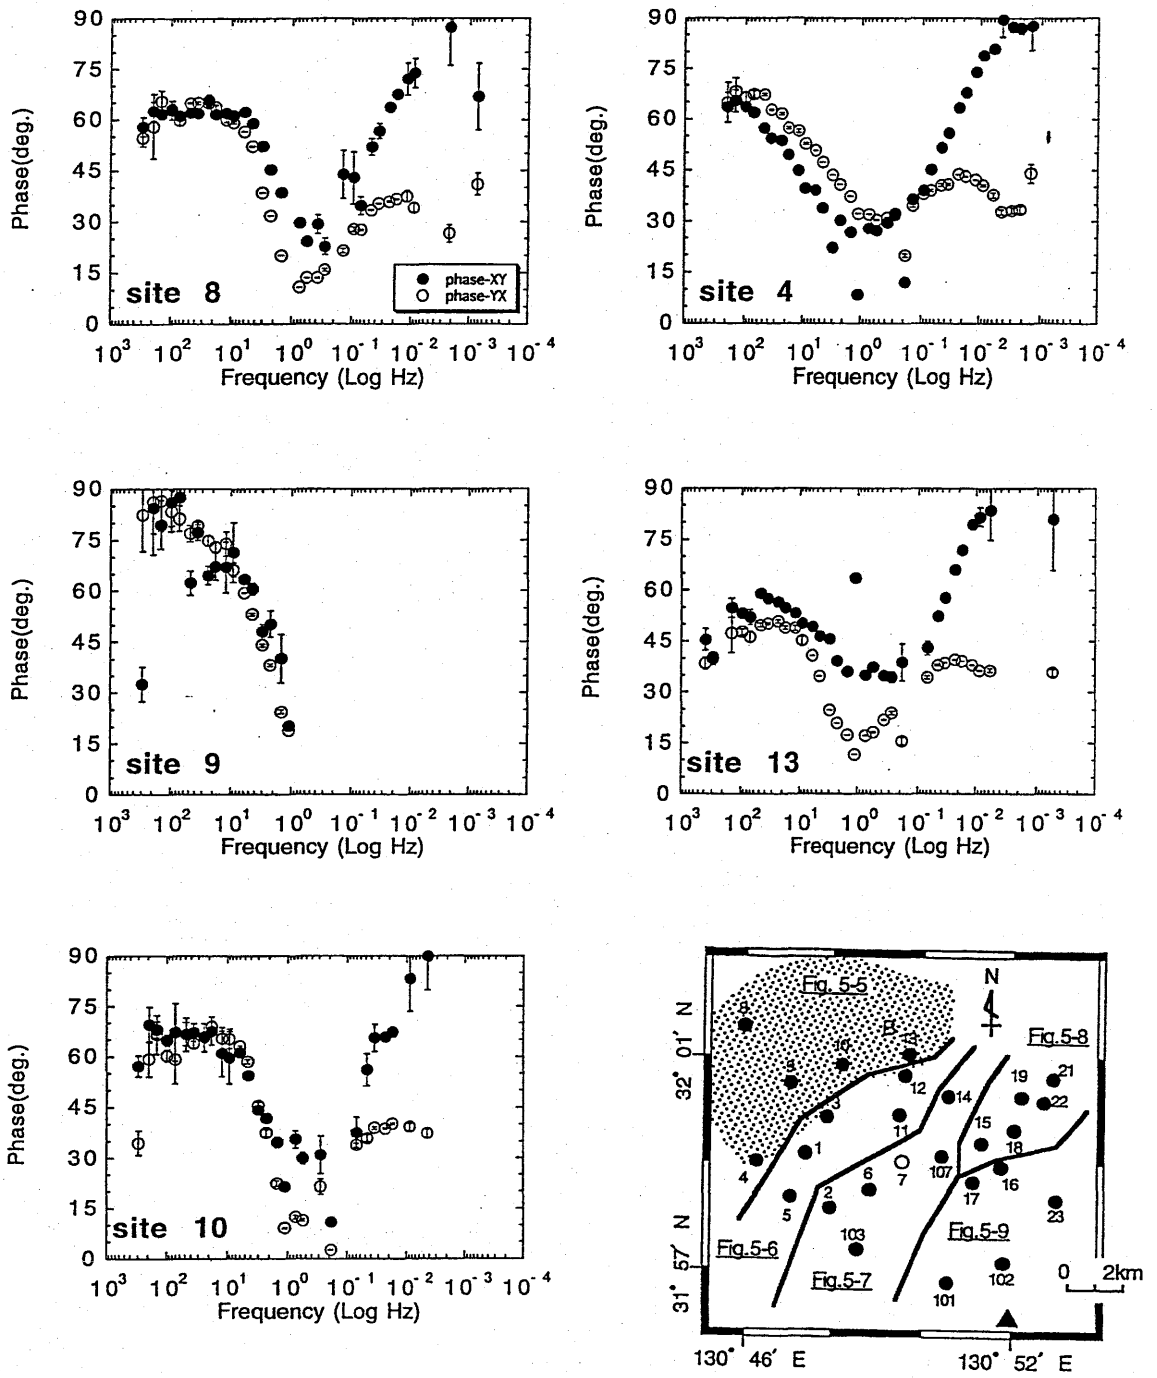 90
75
60
45
30
15
0
Phase(deg.)
site 8
phase-XY
phase-YX
10³ 10² 10¹ 10⁰ 10⁻¹ 10⁻² 10⁻³ 10⁻⁴
Frequency (Log Hz)
90
75
60
45
30
15
0
Phase(deg.)
site 4
10³ 10² 10¹ 10⁰ 10⁻¹ 10⁻² 10⁻³ 10⁻⁴
Frequency (Log Hz)
90
75
60
45
30
15
0
Phase(deg.)
site 9
10³ 10² 10¹ 10⁰ 10⁻¹ 10⁻² 10⁻³ 10⁻⁴
Frequency (Log Hz)
90
75
60
45
30
15
0
Phase(deg.)
site 13
10³ 10² 10¹ 10⁰ 10⁻¹ 10⁻² 10⁻³ 10⁻⁴
Frequency (Log Hz)
90
75
60
45
30
15
0
Phase(deg.)
site 10
10³ 10² 10¹ 10⁰ 10⁻¹ 10⁻² 10⁻³ 10⁻⁴
Frequency (Log Hz)
Fig.5-5
N
8
B
13
Fig.5-8
10
9
12
14
19
21
22
3
11
15
18
1
4
7
107
16
6
17
5
2
23
103
Fig.5-6
Fig.5-7
Fig.5-9
102
101
0 2km
32° 01′ N
31° 57′ N
130° 46′ E
130° 52′ E